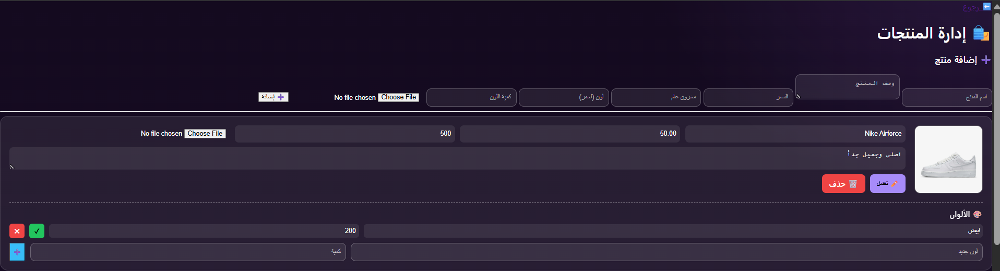 ⬅ رجوع
🛍️ إدارة المنتجات
➕ إضافة منتج
اسم المنتج وصف المنتج السعر مخزون عام لون (أحمر) كمية اللون Choose File No file chosen ➕ إضافة
Nike Airforce 50.00 500 Choose File No file chosen
اصلي وجميل جداً
✏️ تعديل 🗑️ حذف
🎨 الألوان
ابيض 200 ✓ ✕
لون جديد كمية ➕